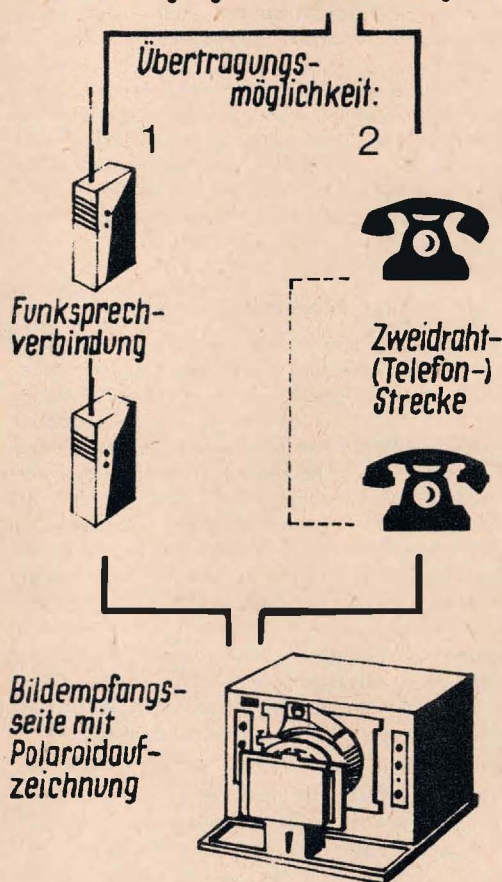 Übertragungs-
möglichkeit:
1
2
Funksprech-
verbindung
Zweidraht-
(Telefon-)
Strecke
Bildempfangs-
seite mit
Polaroidauf-
zeichnung